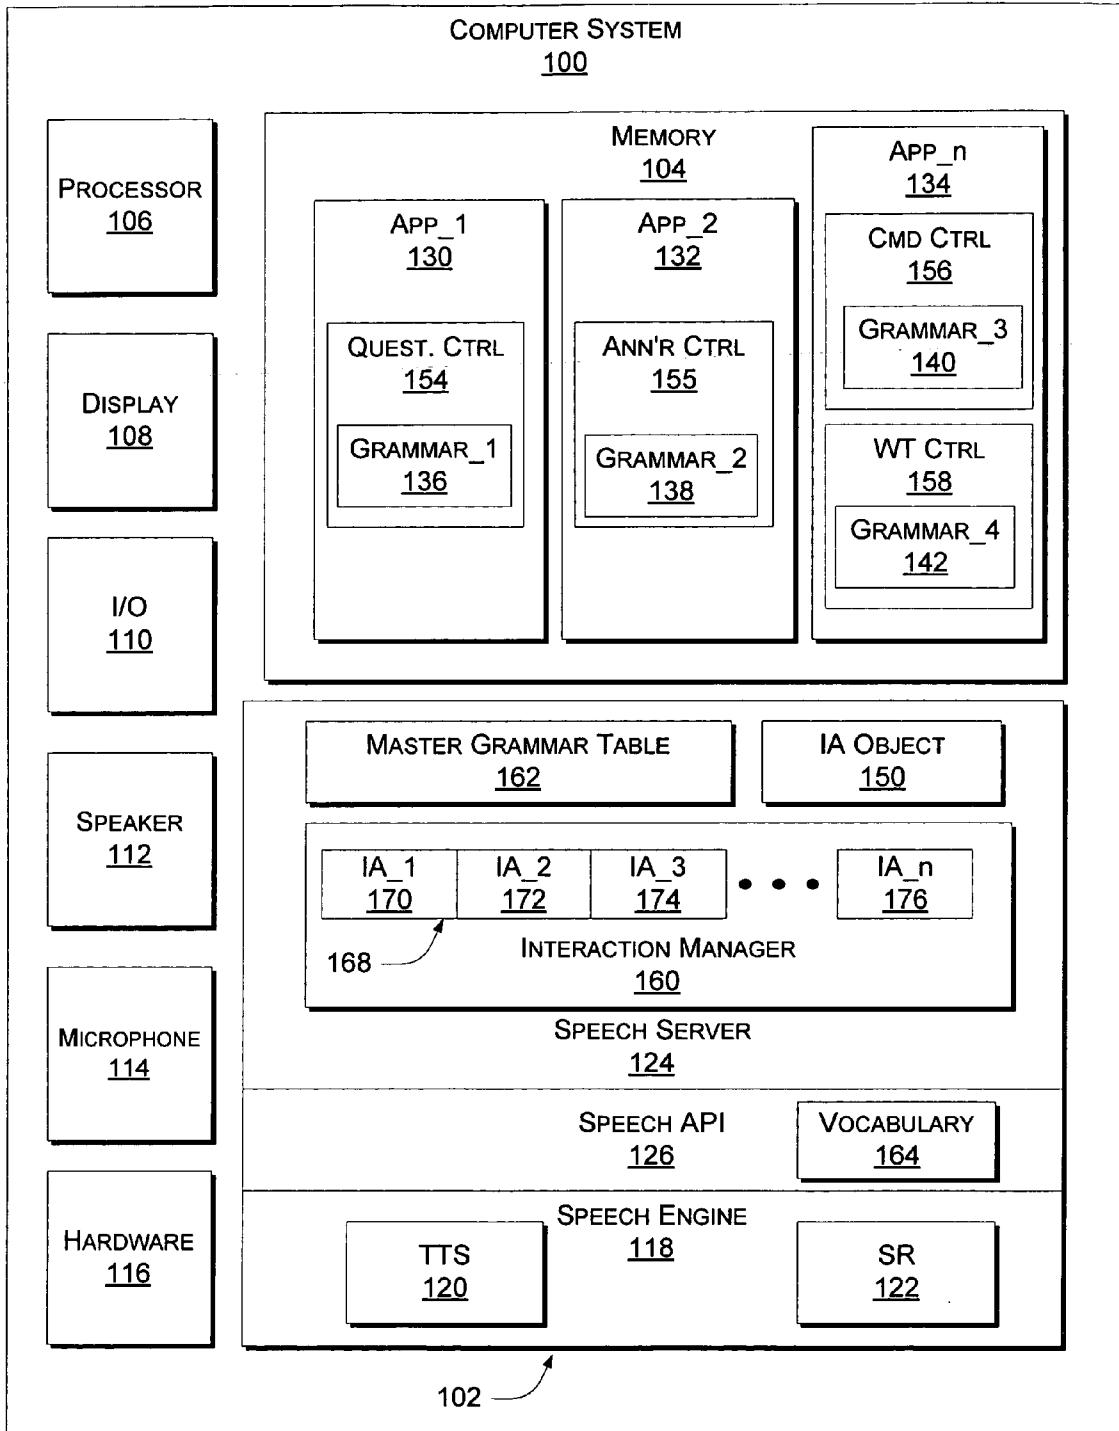 COMPUTER SYSTEM
100
PROCESSOR
106
DISPLAY
108
I/O
110
SPEAKER
112
MICROPHONE
114
HARDWARE
116
MEMORY
104
APP_1
130
QUEST. CTRL
154
GRAMMAR_1
136
APP_2
132
ANN'R CTRL
155
GRAMMAR_2
138
APP_n
134
CMD CTRL
156
GRAMMAR_3
140
WT CTRL
158
GRAMMAR_4
142
MASTER GRAMMAR TABLE
162
IA OBJECT
150
IA_1
170
IA_2
172
IA_3
174
IA_n
176
168
INTERACTION MANAGER
160
SPEECH SERVER
124
SPEECH API
126
VOCABULARY
164
SPEECH ENGINE
118
TTS
120
SR
122
102